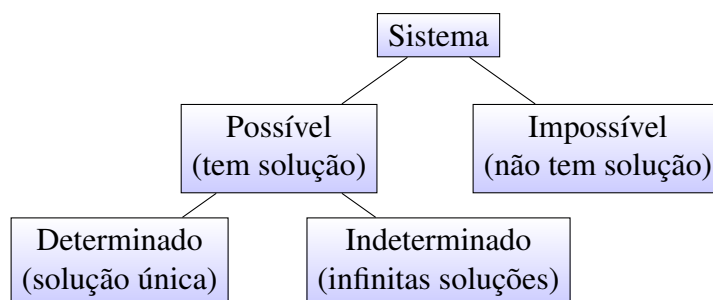 Sistema
Possível
(tem solução)
Impossível
(não tem solução)
Determinado
(solução única)
Indeterminado
(infinitas soluções)